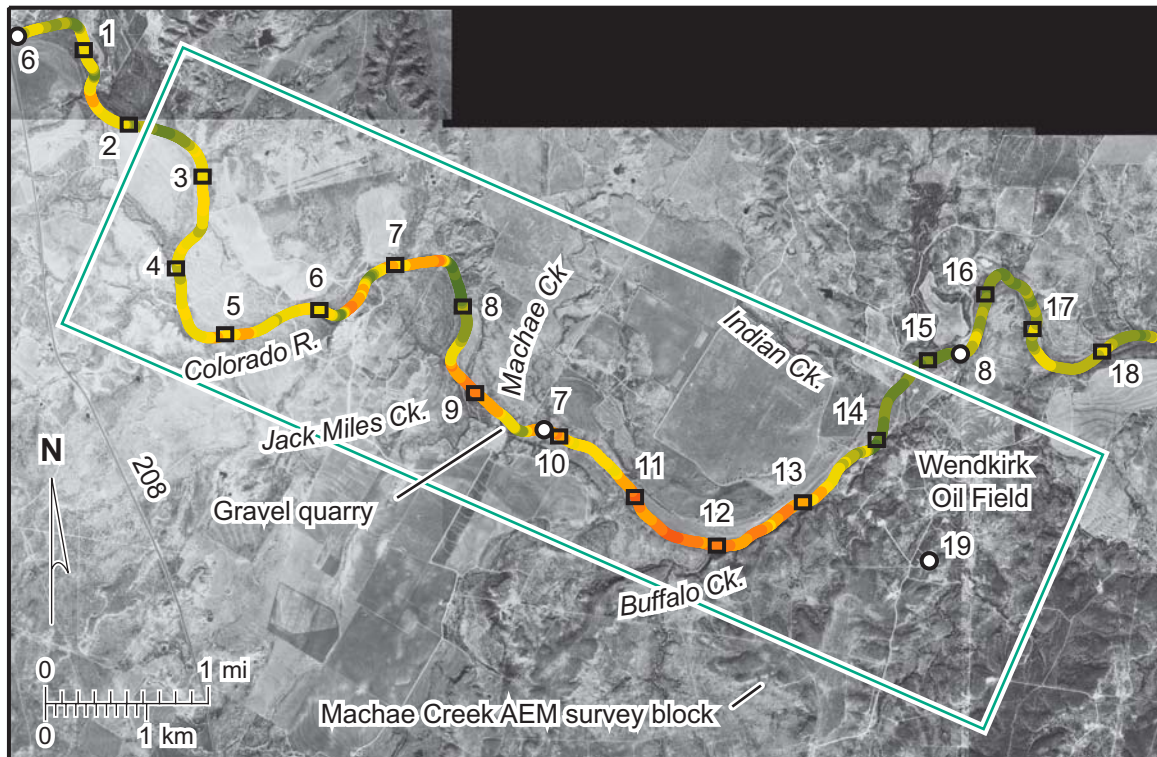 6
1
2
3
4
5
6
7
8
Colorado R.
Machae Ck
Jack Miles Ck.
9
7
10
Gravel quarry
N
208
11
12
13
14
Indian Ck.
15
8
16
17
18
Wendkirk
Oil Field
19
Buffalo Ck.
Machae Creek AEM survey block
0 1 mi
0 1 km